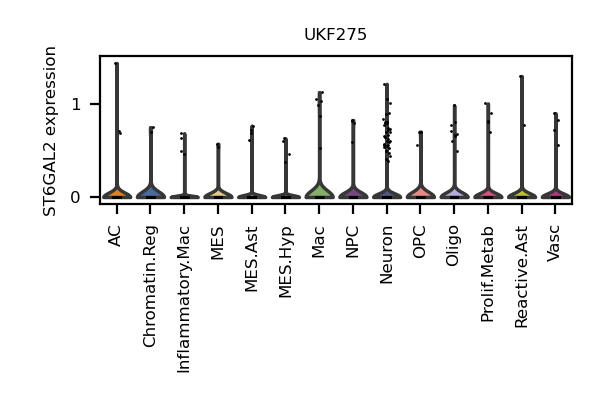 UKF275
ST6GAL2 expression
1
0
AC
Chromatin.Reg
Inflammatory.Mac
MES
MES.Ast
MES.Hyp
Mac
NPC
Neuron
OPC
Oligo
Prolif.Metab
Reactive.Ast
Vasc